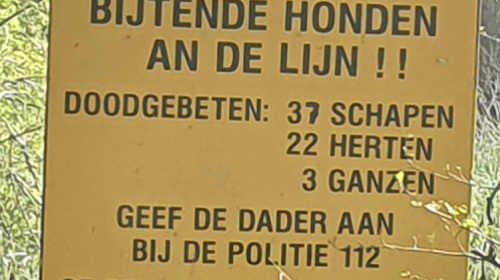 BIJTENDE HONDEN
AN DE LIJN !!
DOODGEBETEN: 37 SCHAPEN
22 HERTEN
3 GANZEN
GEEF DE DADER AAN
BIJ DE POLITIE 112